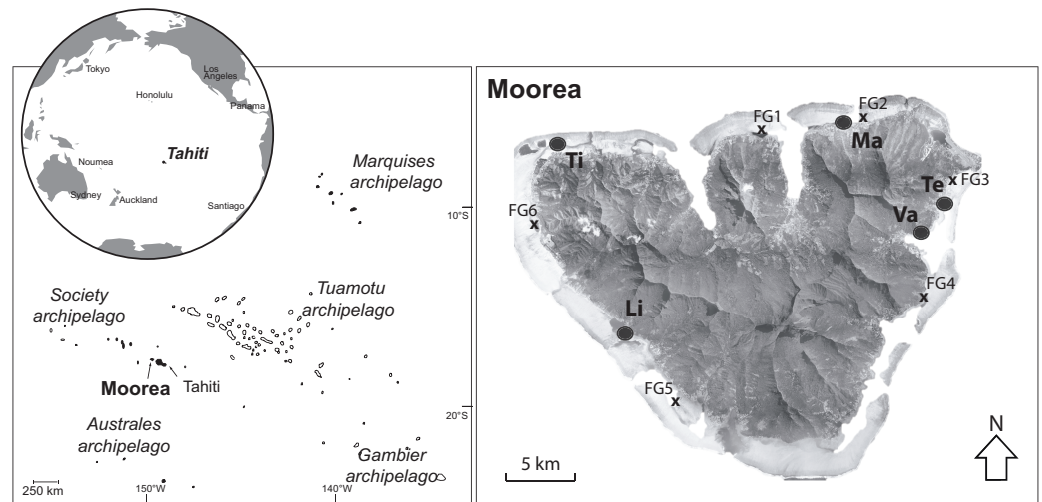 Tokyo
Los
Angeles
Honolulu
Panama
Tahiti
Noumea
Sydney
Auckland
Santiago
Marquises
archipelago
10°S
Society
archipelago
Tuamotu
archipelago
Moorea
Tahiti
Australes
archipelago
20°S
Gambier
archipelago
250 km
150°W
140°W
Moorea
FG1
FG2
Ma
Ti
Te
FG3
Va
FG6
FG4
Li
FG5
5 km
N